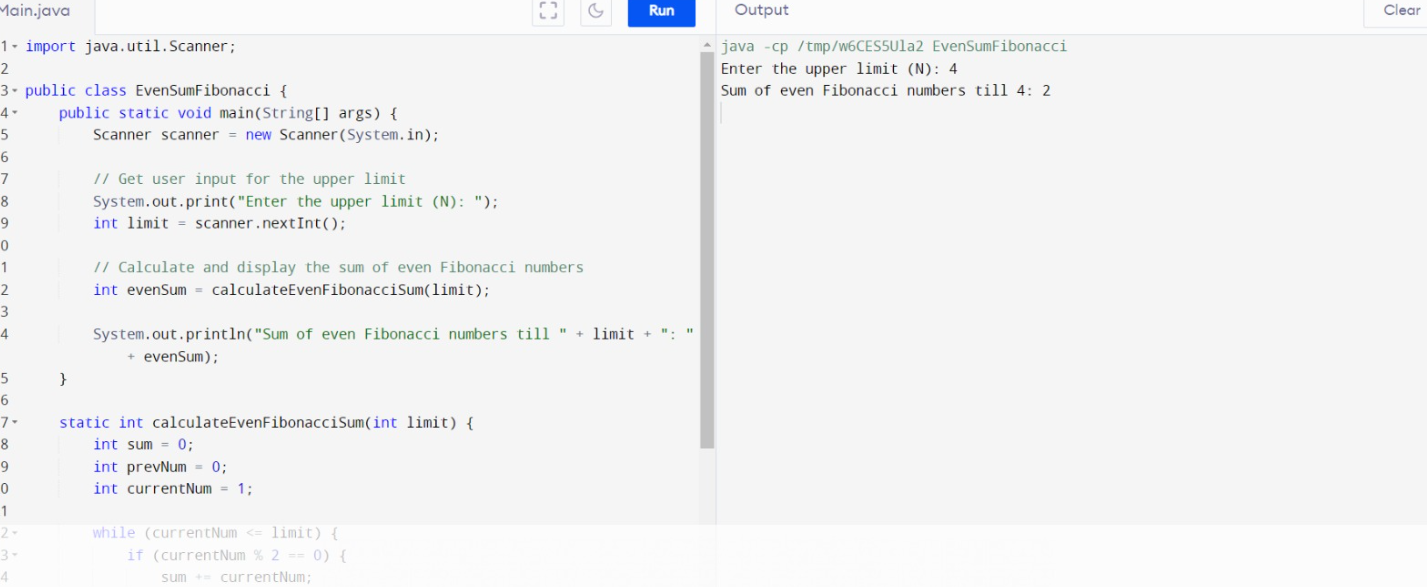 Main.java
Run
Output
Clear
1 import java.util.Scanner;
2
3 public class EvenSumFibonacci {
4 public static void main(String[] args) {
5 Scanner scanner = new Scanner(System.in);
6
7 // Get user input for the upper limit
8 System.out.print("Enter the upper limit (N): ");
9 int limit = scanner.nextInt();
0
1 // Calculate and display the sum of even Fibonacci numbers
2 int evenSum = calculateEvenFibonacciSum(limit);
3
4 System.out.println("Sum of even Fibonacci numbers till " + limit + ": "
+ evenSum);
5 }
6
7 static int calculateEvenFibonacciSum(int limit) {
8 int sum = 0;
9 int prevNum = 0;
0 int currentNum = 1;
1
2 while (currentNum <= limit) {
3 if (currentNum % 2 == 0) {
4 sum += currentNum;
java -cp /tmp/w6CES5Ula2 EvenSumFibonacci
Enter the upper limit (N): 4
Sum of even Fibonacci numbers till 4: 2